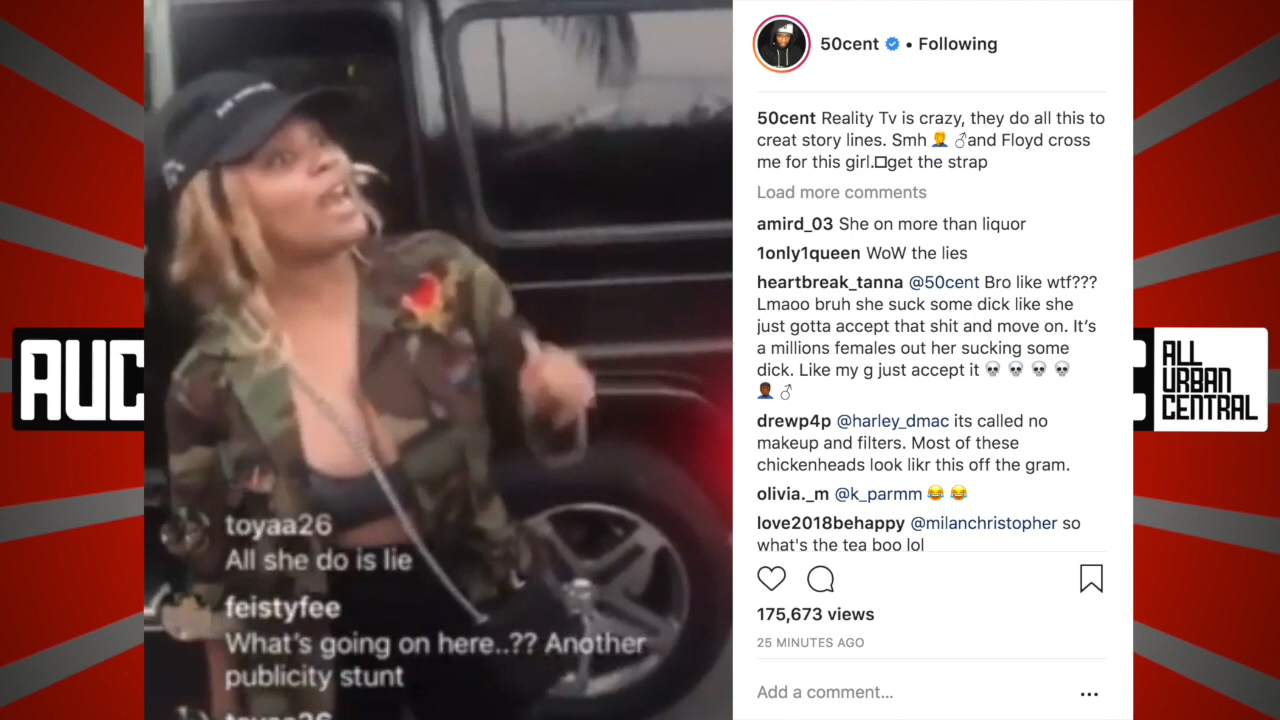 50cent • Following
50cent Reality Tv is crazy, they do all this to
creat story lines. Smh 🤦 ♂and Floyd cross
me for this girl.□get the strap
Load more comments
amird_03 She on more than liquor
1only1queen WoW the lies
heartbreak_tanna @50cent Bro like wtf???
Lmaoo bruh she suck some dick like she
just gotta accept that shit and move on. It's
a millions females out her sucking some
dick. Like my g just accept it 💀 💀 💀 💀
🤦🏾 ♂
drewp4p @harley_dmac its called no
makeup and filters. Most of these
chickenheads look likr this off the gram.
olivia._m @k_parmm 😂 😂
love2018behappy @milanchristopher so
what's the tea boo lol
175,673 views
25 MINUTES AGO
Add a comment...
toyaa26
All she do is lie
feistyfee
What's going on here..?? Another
publicity stunt
toyaa26
AUC
ALL
URBAN
CENTRAL